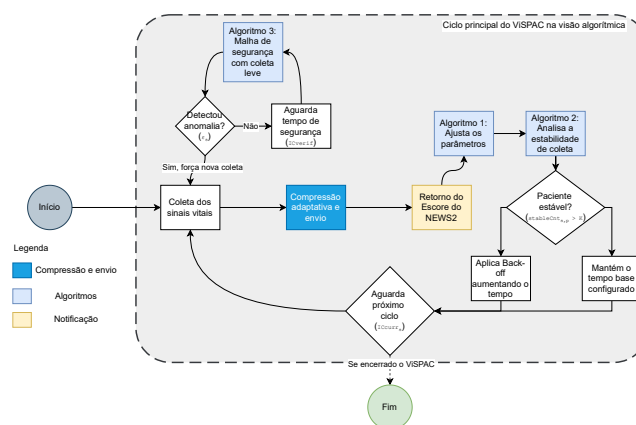 Ciclo principal do ViSPAC na visão algorítmica
Algoritmo 3:
Malha de
segurança
com coleta
leve
Detectou
anomalia?
Não
Aguarda
tempo de
segurança
(ICverif)
Sim, força nova coleta
Algoritmo 1:
Ajusta os
parâmetros
Algoritmo 2:
Analisa a
estabilidade
de coleta
Início
Coleta dos
sinais vitais
Compressão
adaptativa e
envio
Retorno do
Escore do
NEWS2
Paciente
estável?
Legenda
Compressão e envio
Algoritmos
Notificação
Aplica Back-
off
aumentando o
tempo
Mantém o
tempo base
configurado
Aguarda
próximo
ciclo
Se encerrado o ViSPAC
Fim